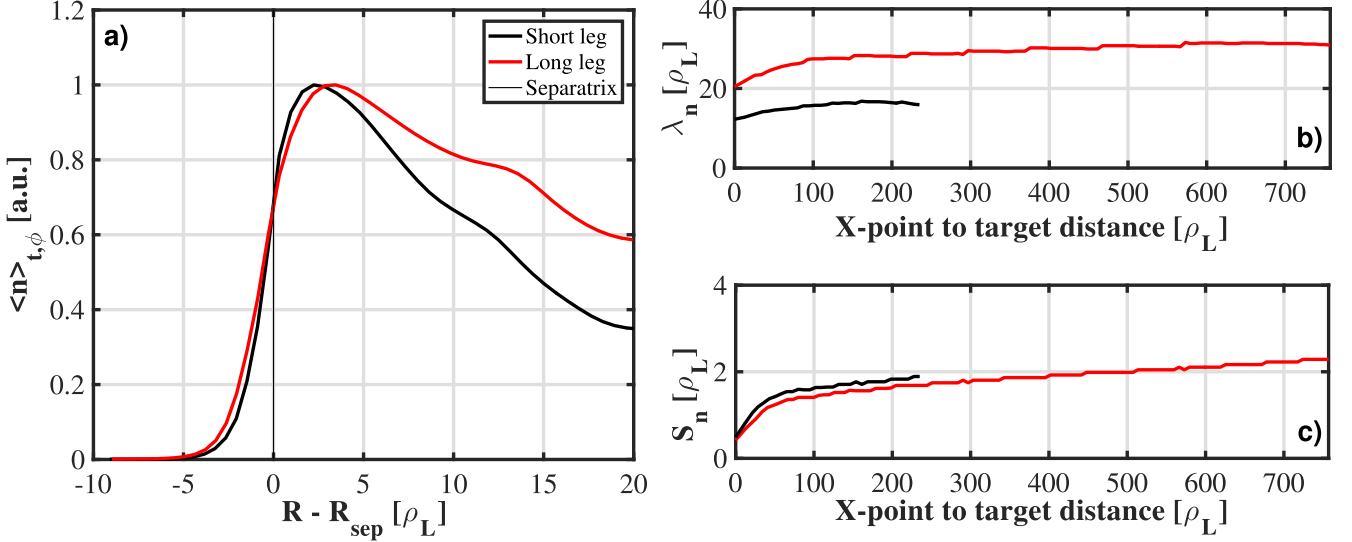 a)
1.2
1
0.8
0.6
0.4
0.2
0
<n>t,ϕ [a.u.]
-10 -5 0 5 10 15 20
R - Rsep [ρL]
Short leg
Long leg
Separatrix
40
20
0
λn [ρL]
b)
0 100 200 300 400 500 600 700
X-point to target distance [ρL]
4
2
0
Sn [ρL]
c)
0 100 200 300 400 500 600 700
X-point to target distance [ρL]